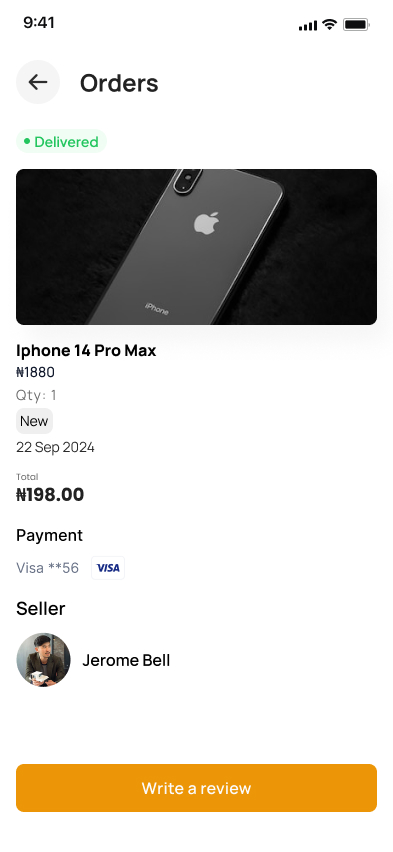 9:41
Orders
Delivered
iPhone
Iphone 14 Pro Max
₦1880
Qty: 1
New
22 Sep 2024
Total
₦198.00
Payment
Visa **56 VISA
Seller
Jerome Bell
Write a review